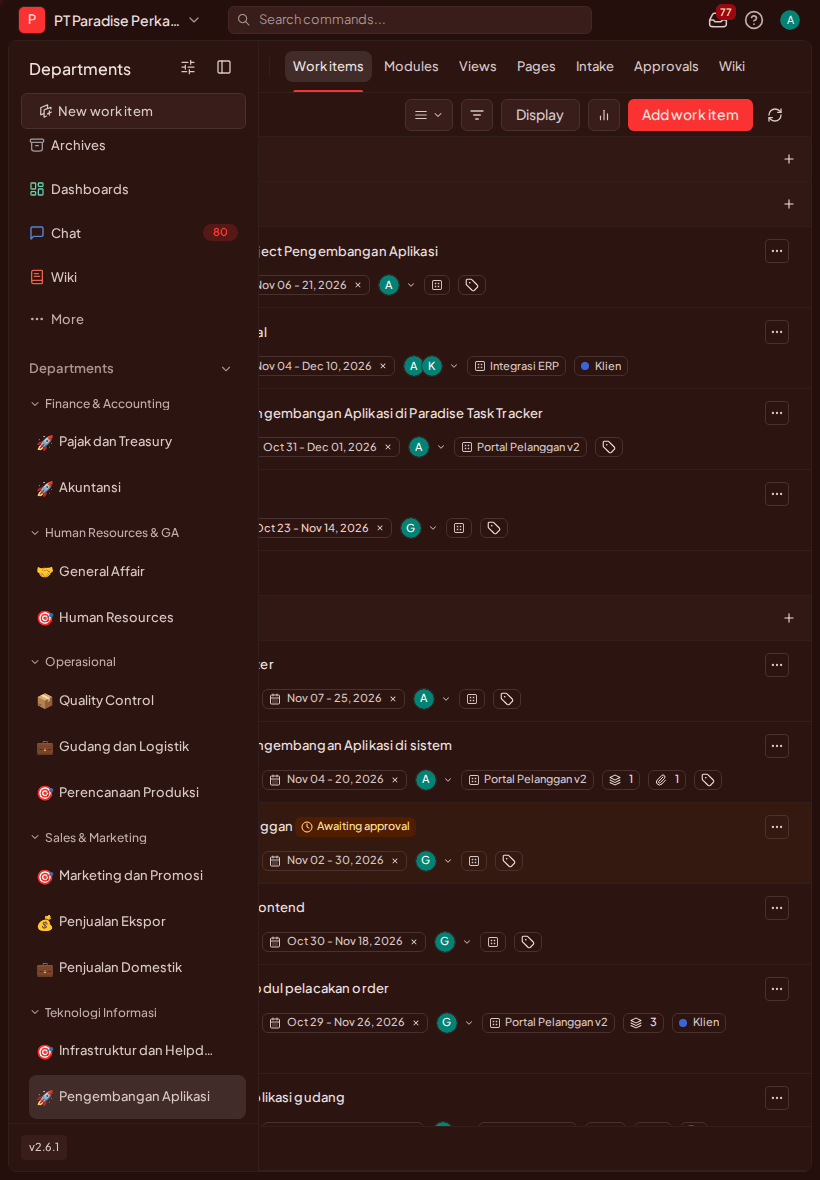 P PT Paradise Perka... Search commands... 77 A
Departments
Work items Modules Views Pages Intake Approvals Wiki
New work item
Display Add work item
Archives
Dashboards
Chat 80
Wiki
More
Departments
Finance & Accounting
Pajak dan Treasury
Akuntansi
Human Resources & GA
General Affair
Human Resources
Operasional
Quality Control
Gudang dan Logistik
Perencanaan Produksi
Sales & Marketing
Marketing dan Promosi
Penjualan Ekspor
Penjualan Domestik
Teknologi Informasi
Infrastruktur dan Helpd...
Pengembangan Aplikasi
v2.6.1
ject Pengembangan Aplikasi
Nov 06 - 21, 2026 A
al
Nov 04 - Dec 10, 2026 A K Integrasi ERP Klien
ngembangan Aplikasi di Paradise Task Tracker
Oct 31 - Dec 01, 2026 A Portal Pelanggan v2
Oct 23 - Nov 14, 2026 G
ter
Nov 07 - 25, 2026 A
ngembangan Aplikasi di sistem
Nov 04 - 20, 2026 A Portal Pelanggan v2 1 1
ggan Awaiting approval
Nov 02 - 30, 2026 G
ontend
Oct 30 - Nov 18, 2026 G
odul pelacakan order
Oct 29 - Nov 26, 2026 G Portal Pelanggan v2 3 Klien
plikasi gudang